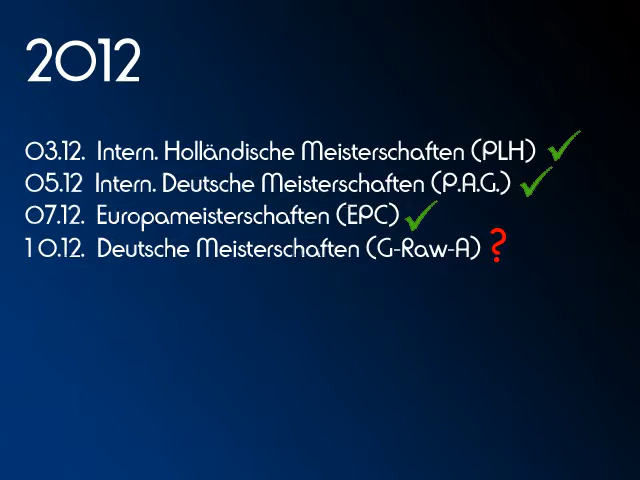 2012
03.12. Intern. Holländische Meisterschaften (PLH)
05.12 Intern. Deutsche Meisterschaften (P.A.G.)
07.12. Europameisterschaften (EPC)
10.12. Deutsche Meisterschaften (G-Raw-A) ?